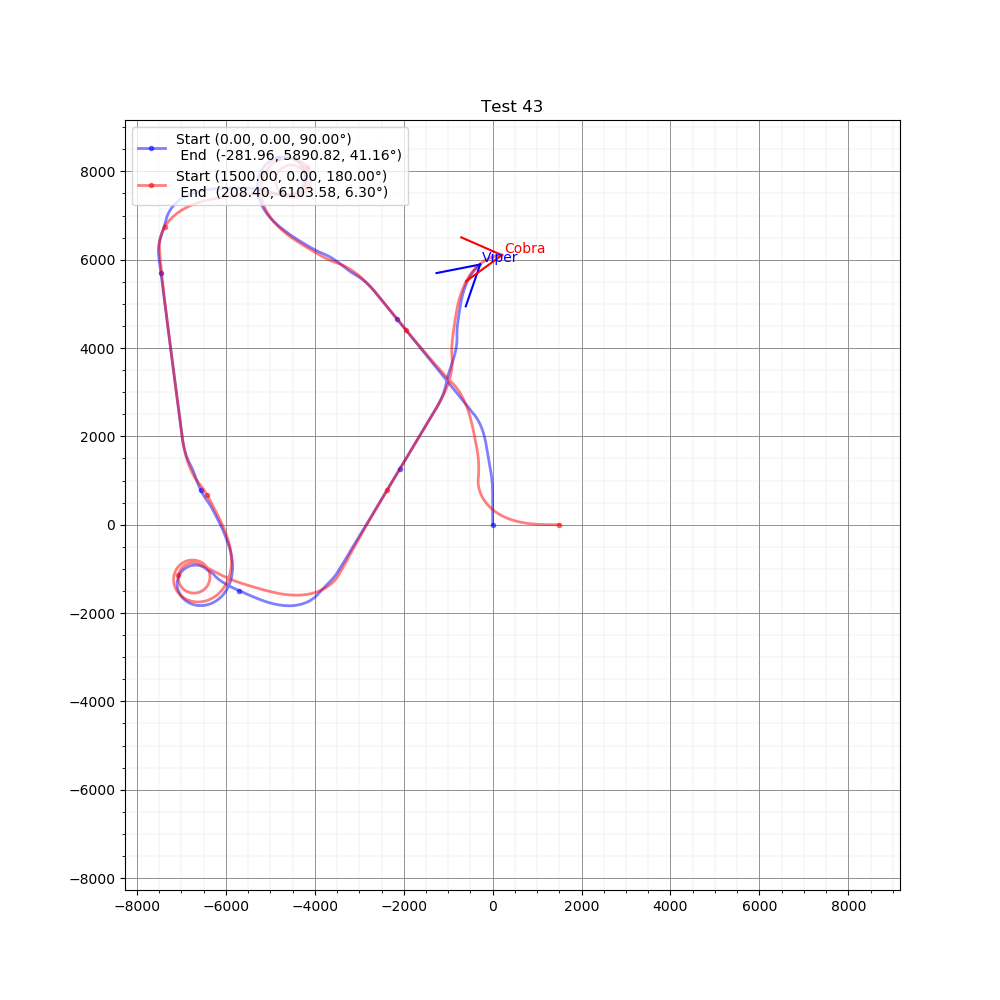 Test 43
Start (0.00, 0.00, 90.00°)
End (-281.96, 5890.82, 41.16°)
Start (1500.00, 0.00, 180.00°)
End (208.40, 6103.58, 6.30°)
Cobra
Viper
8000
6000
4000
2000
0
−2000
−4000
−6000
−8000
−8000 −6000 −4000 −2000 0 2000 4000 6000 8000